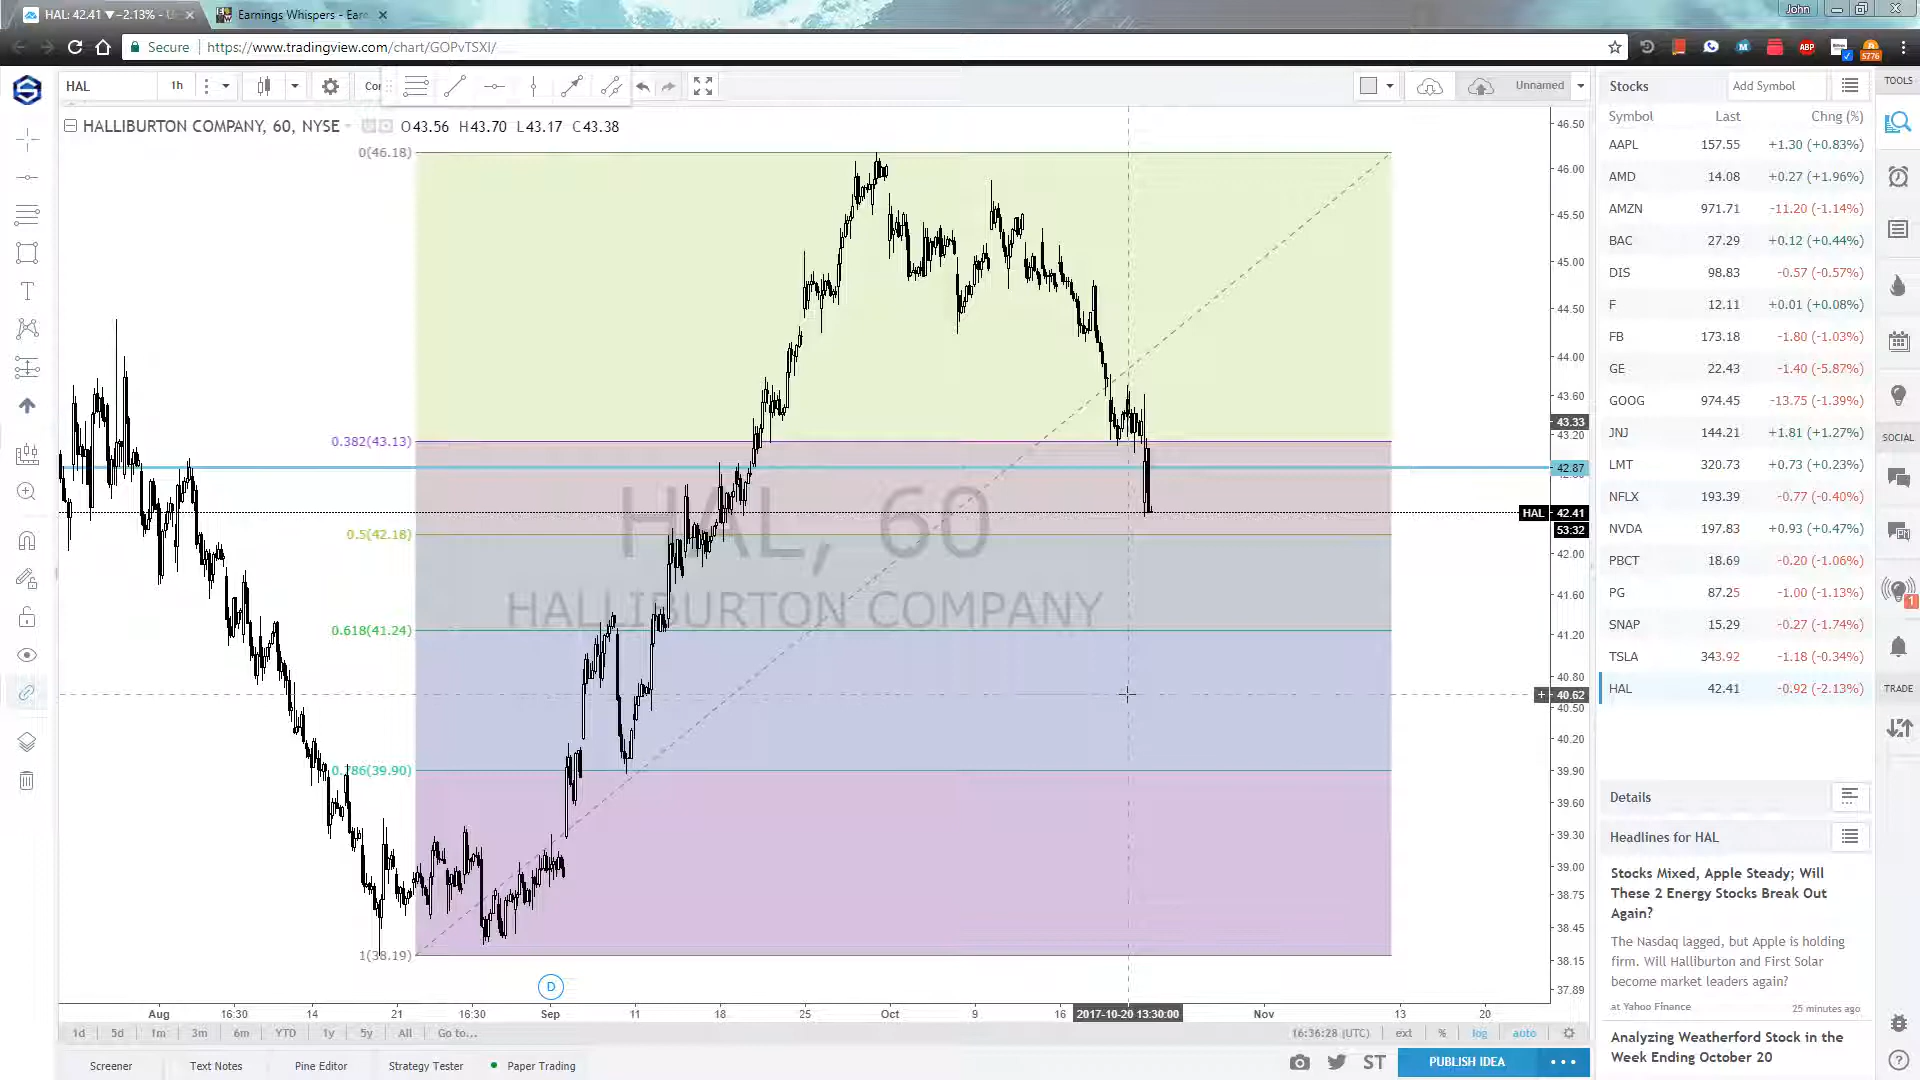 HAL: 42.41 ▼ −2.13% - U
Earnings Whispers - Ear
John
Secure
https://www.tradingview.com/chart/GOPvTSXI/
ABP
5776
HAL
1h
Unnamed
Stocks
Add Symbol
TOOLS
HALLIBURTON COMPANY, 60, NYSE
O43.56 H43.70 L43.17 C43.38
Symbol Last Chng (%)
AAPL 157.55 +1.30 (+0.83%)
AMD 14.08 +0.27 (+1.96%)
AMZN 971.71 -11.20 (-1.14%)
BAC 27.29 +0.12 (+0.44%)
DIS 98.83 -0.57 (-0.57%)
F 12.11 +0.01 (+0.08%)
FB 173.18 -1.80 (-1.03%)
GE 22.43 -1.40 (-5.87%)
GOOG 974.45 -13.75 (-1.39%)
JNJ 144.21 +1.81 (+1.27%)
LMT 320.73 +0.73 (+0.23%)
NFLX 193.39 -0.77 (-0.40%)
NVDA 197.83 +0.93 (+0.47%)
PBCT 18.69 -0.20 (-1.06%)
PG 87.25 -1.00 (-1.13%)
SNAP 15.29 -0.27 (-1.74%)
TSLA 343.92 -1.18 (-0.34%)
HAL 42.41 -0.92 (-2.13%)
SOCIAL
1
TRADE
0(46.18)
0.382(43.13)
0.5(42.18)
0.618(41.24)
0.786(39.90)
1(38.19)
HAL, 60
HALLIBURTON COMPANY
46.50
46.00
45.50
45.00
44.50
44.00
43.60
43.33
43.20
42.87
HAL 42.41
53:32
42.00
41.60
41.20
40.80
40.62
40.50
40.20
39.90
39.60
39.30
39.00
38.75
38.45
38.15
37.89
D
Aug 16:30 14 21 16:30 Sep 11 18 25 Oct 9 16 2017-10-20 13:30:00 Nov 13 20
1d 5d 1m 3m 6m YTD 1y 5y All Go to...
16:36:28 (UTC) ext % log auto
Screener Text Notes Pine Editor Strategy Tester Paper Trading
ST
PUBLISH IDEA
Details
Headlines for HAL
Stocks Mixed, Apple Steady; Will
These 2 Energy Stocks Break Out
Again?
The Nasdaq lagged, but Apple is holding
firm. Will Halliburton and First Solar
become market leaders again?
at Yahoo Finance 25 minutes ago
Analyzing Weatherford Stock in the
Week Ending October 20